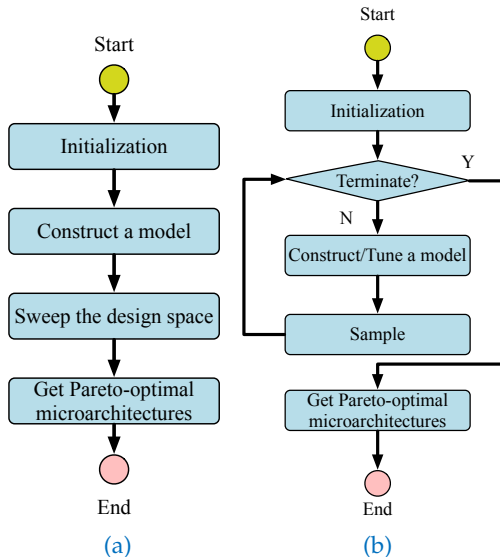 Start
Initialization
Construct a model
Sweep the design space
Get Pareto-optimal
microarchitectures
End
(a)
Start
Initialization
Terminate?
Y
N
Construct/Tune a model
Sample
Get Pareto-optimal
microarchitectures
End
(b)